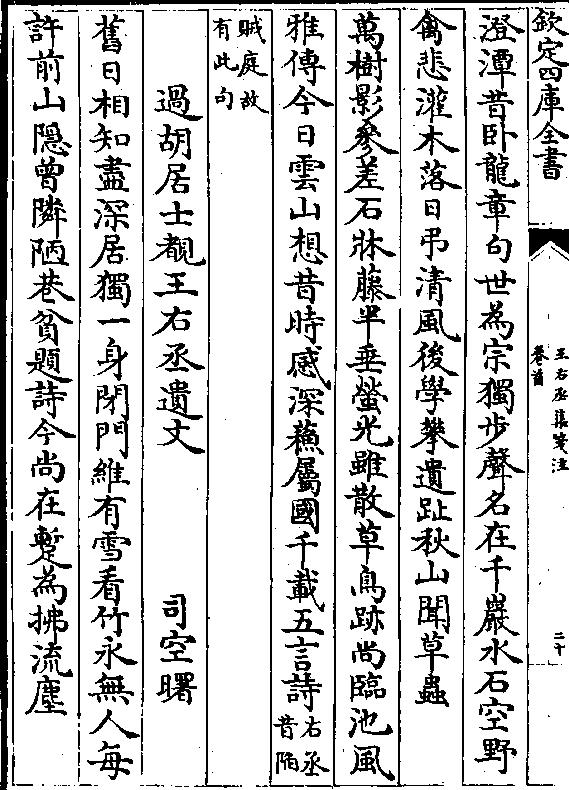 欽定四庫全書
王右丞集箋注
卷首
二十
澄潭昔卧龍章句世為宗獨步聲名在千巖水石空野
禽悲灌木落日弔清風後學攀遺趾秋山聞草蟲
萬樹影參差石牀藤半垂螢光雖散草鳥跡尚臨池風
雅傳今日雲山想昔時感深蘓屬國千載五言詩右丞昔陷
賊庭故有此句
過胡居士覩王右丞遺文
司空曙
舊日相知盡深居獨一身閉門維有雪看竹永無人每
許前山隱曾隣陋巷貧題詩今尚在蹔為拂流塵